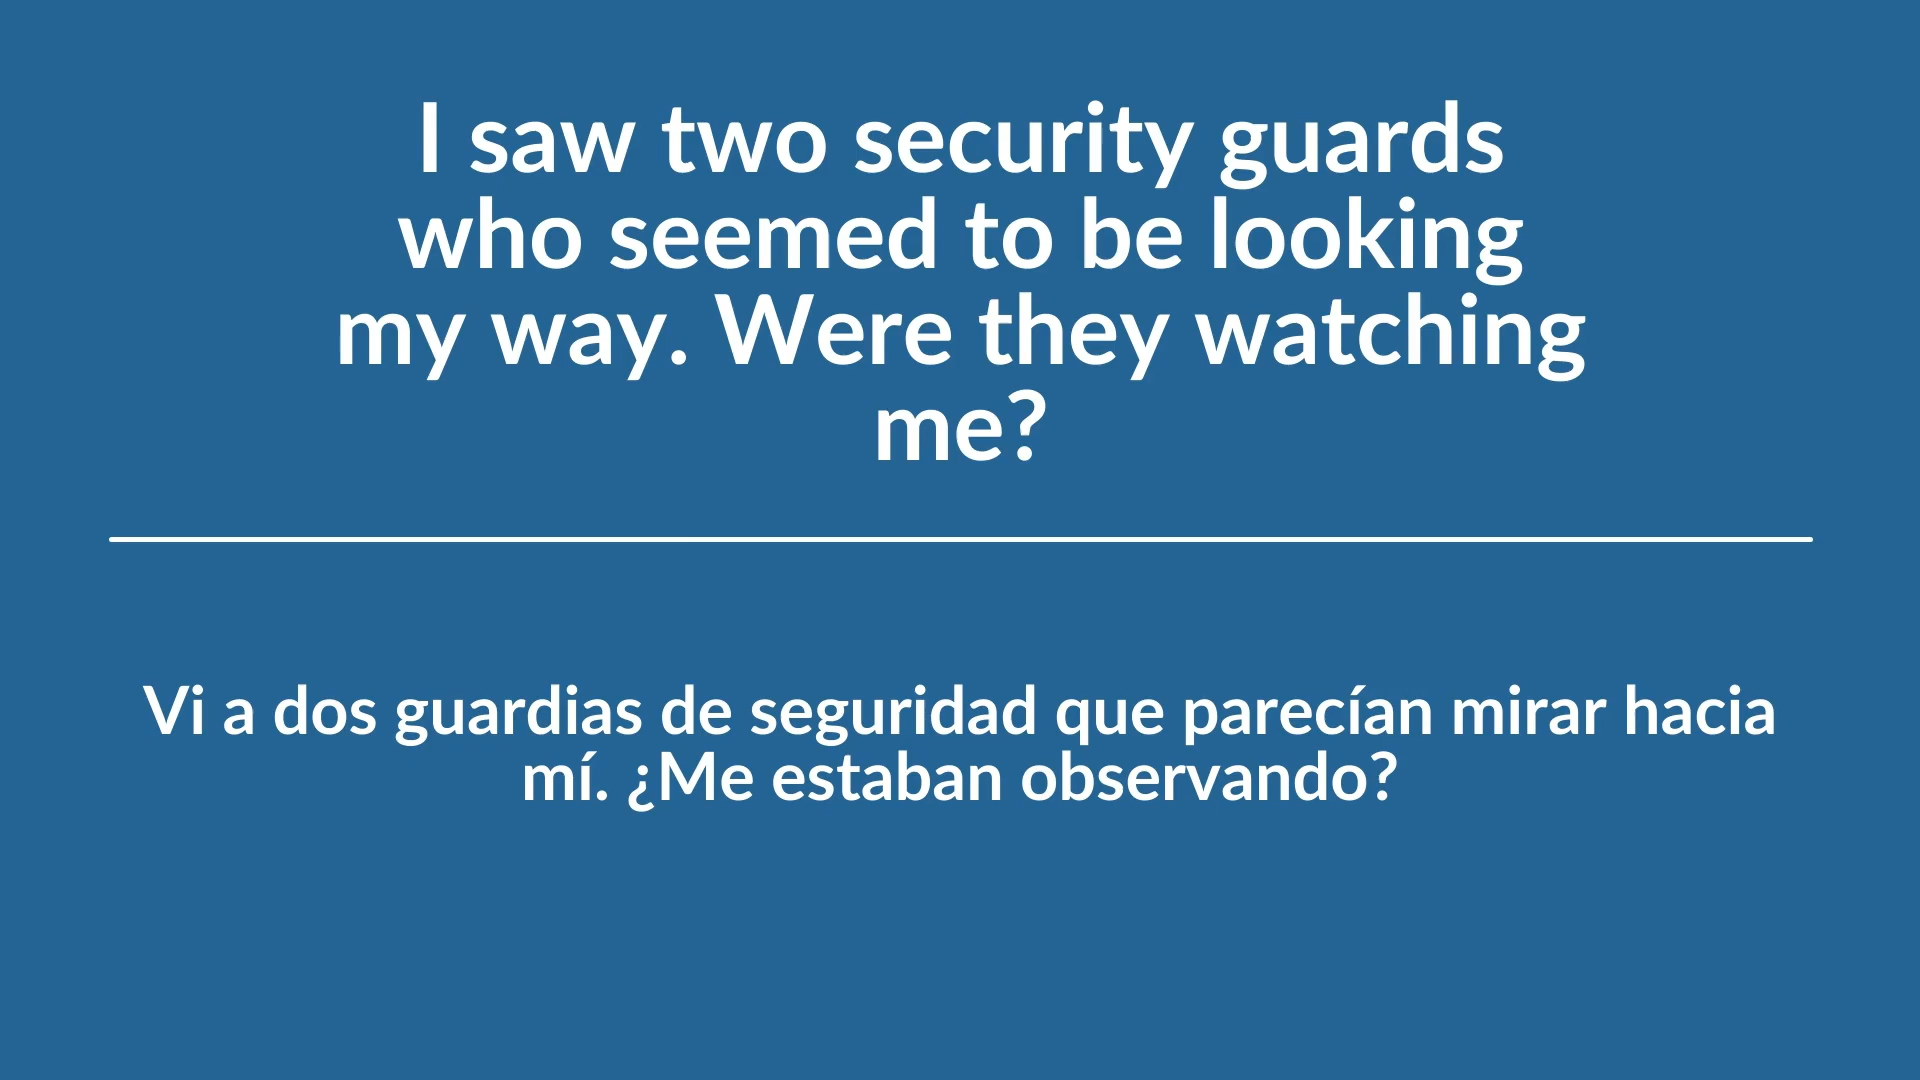 I saw two security guards
who seemed to be looking
my way. Were they watching
me?
Vi a dos guardias de seguridad que parecían mirar hacia
mí. ¿Me estaban observando?